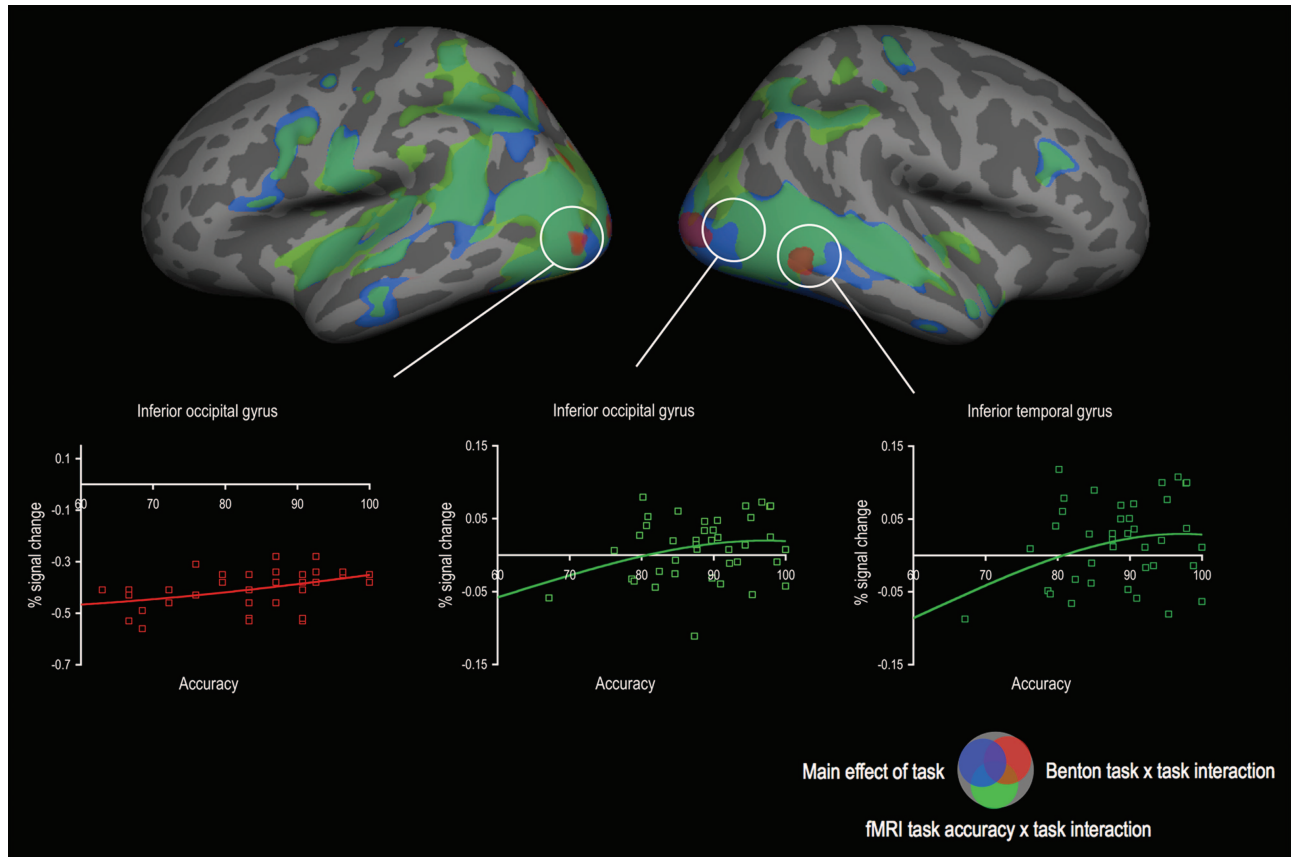 Inferior occipital gyrus
Inferior occipital gyrus
Inferior temporal gyrus
% signal change
0.1
-0.1
-0.3
-0.5
-0.7
60
70
80
90
100
Accuracy
% signal change
0.15
0.05
-0.05
-0.15
60
70
80
90
100
Accuracy
% signal change
0.15
0.05
-0.05
-0.15
60
70
80
90
100
Accuracy
Main effect of task
Benton task x task interaction
fMRI task accuracy x task interaction